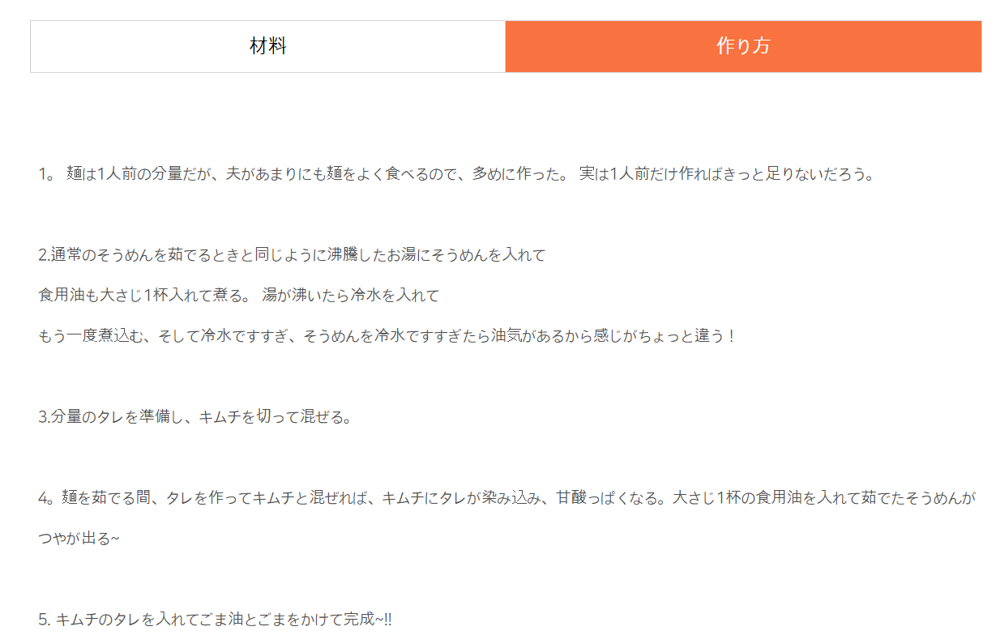 材料
作り方
1。 麺は1人前の分量だが、夫があまりにも麺をよく食べるので、多めに作った。 実は1人前だけ作ればきっと足りないだろう。
2.通常のそうめんを茹でるときと同じように沸騰したお湯にそうめんを入れて
食用油も大さじ1杯入れて煮る。 湯が沸いたら冷水を入れて
もう一度煮込む、そして冷水ですすぎ、そうめんを冷水ですすぎたら油気があるから感じがちょっと違う！
3.分量のタレを準備し、キムチを切って混ぜる。
4。麺を茹でる間、タレを作ってキムチと混ぜれば、キムチにタレが染み込み、甘酸っぱくなる。大さじ1杯の食用油を入れて茹でたそうめんが
つやが出る~
5. キムチのタレを入れてごま油とごまをかけて完成~!!